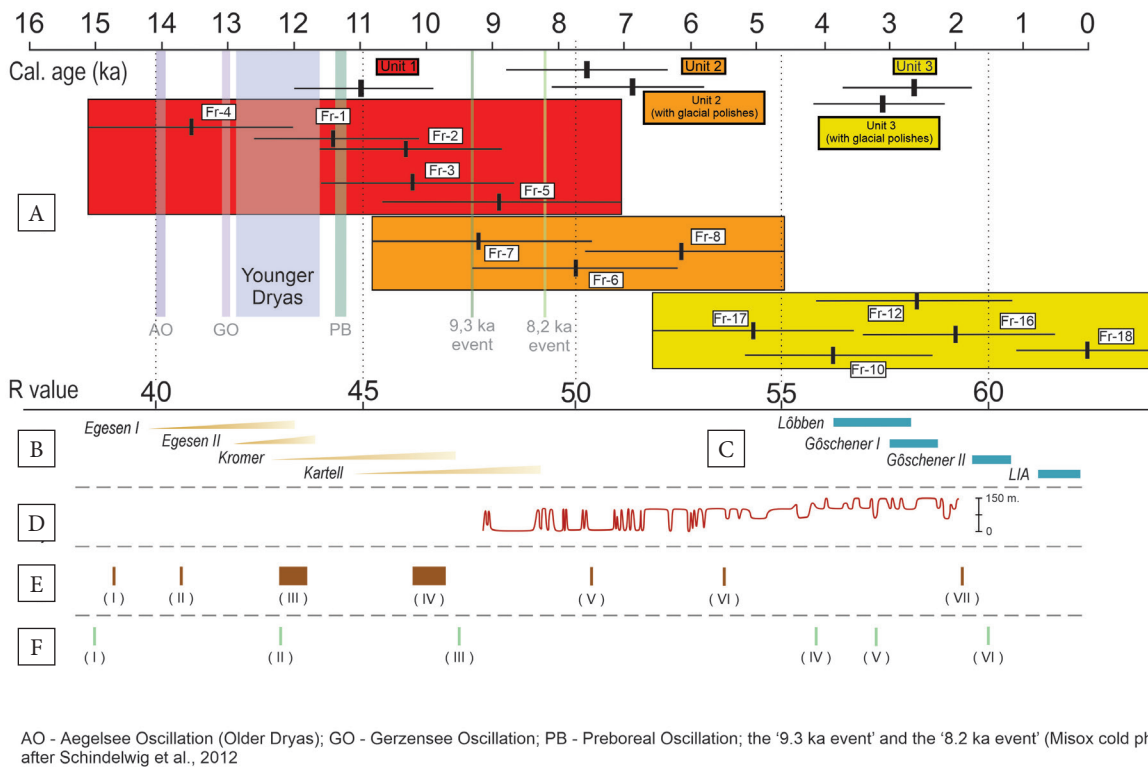 16 15 14 13 12 11 10 9 8 7 6 5 4 3 2 1 0
Cal. age (ka)
Unit 1
Unit 2
Unit 3
Unit 2
(with glacial polishes)
Unit 3
(with glacial polishes)
A
Fr-4
Fr-1
Fr-2
Fr-3
Fr-5
Fr-7
Fr-8
Fr-6
Younger
Dryas
Fr-12
Fr-17
Fr-16
Fr-18
Fr-10
AO
GO
PB
9,3 ka
event
8,2 ka
event
R value
40 45 50 55 60
B
Egesen I
Egesen II
Kromer
Kartell
C
Löbben
Göschener I
Göschener II
LIA
D
150 m.
0
E
( I ) ( II ) ( III ) ( IV ) ( V ) ( VI ) ( VII )
F
( I ) ( II ) ( III ) ( IV ) ( V ) ( VI )
AO - Aegelsee Oscillation (Older Dryas); GO - Gerzensee Oscillation; PB - Preboreal Oscillation; the '9.3 ka event' and the '8.2 ka event' (Misox cold
after Schindelwig et al., 2012